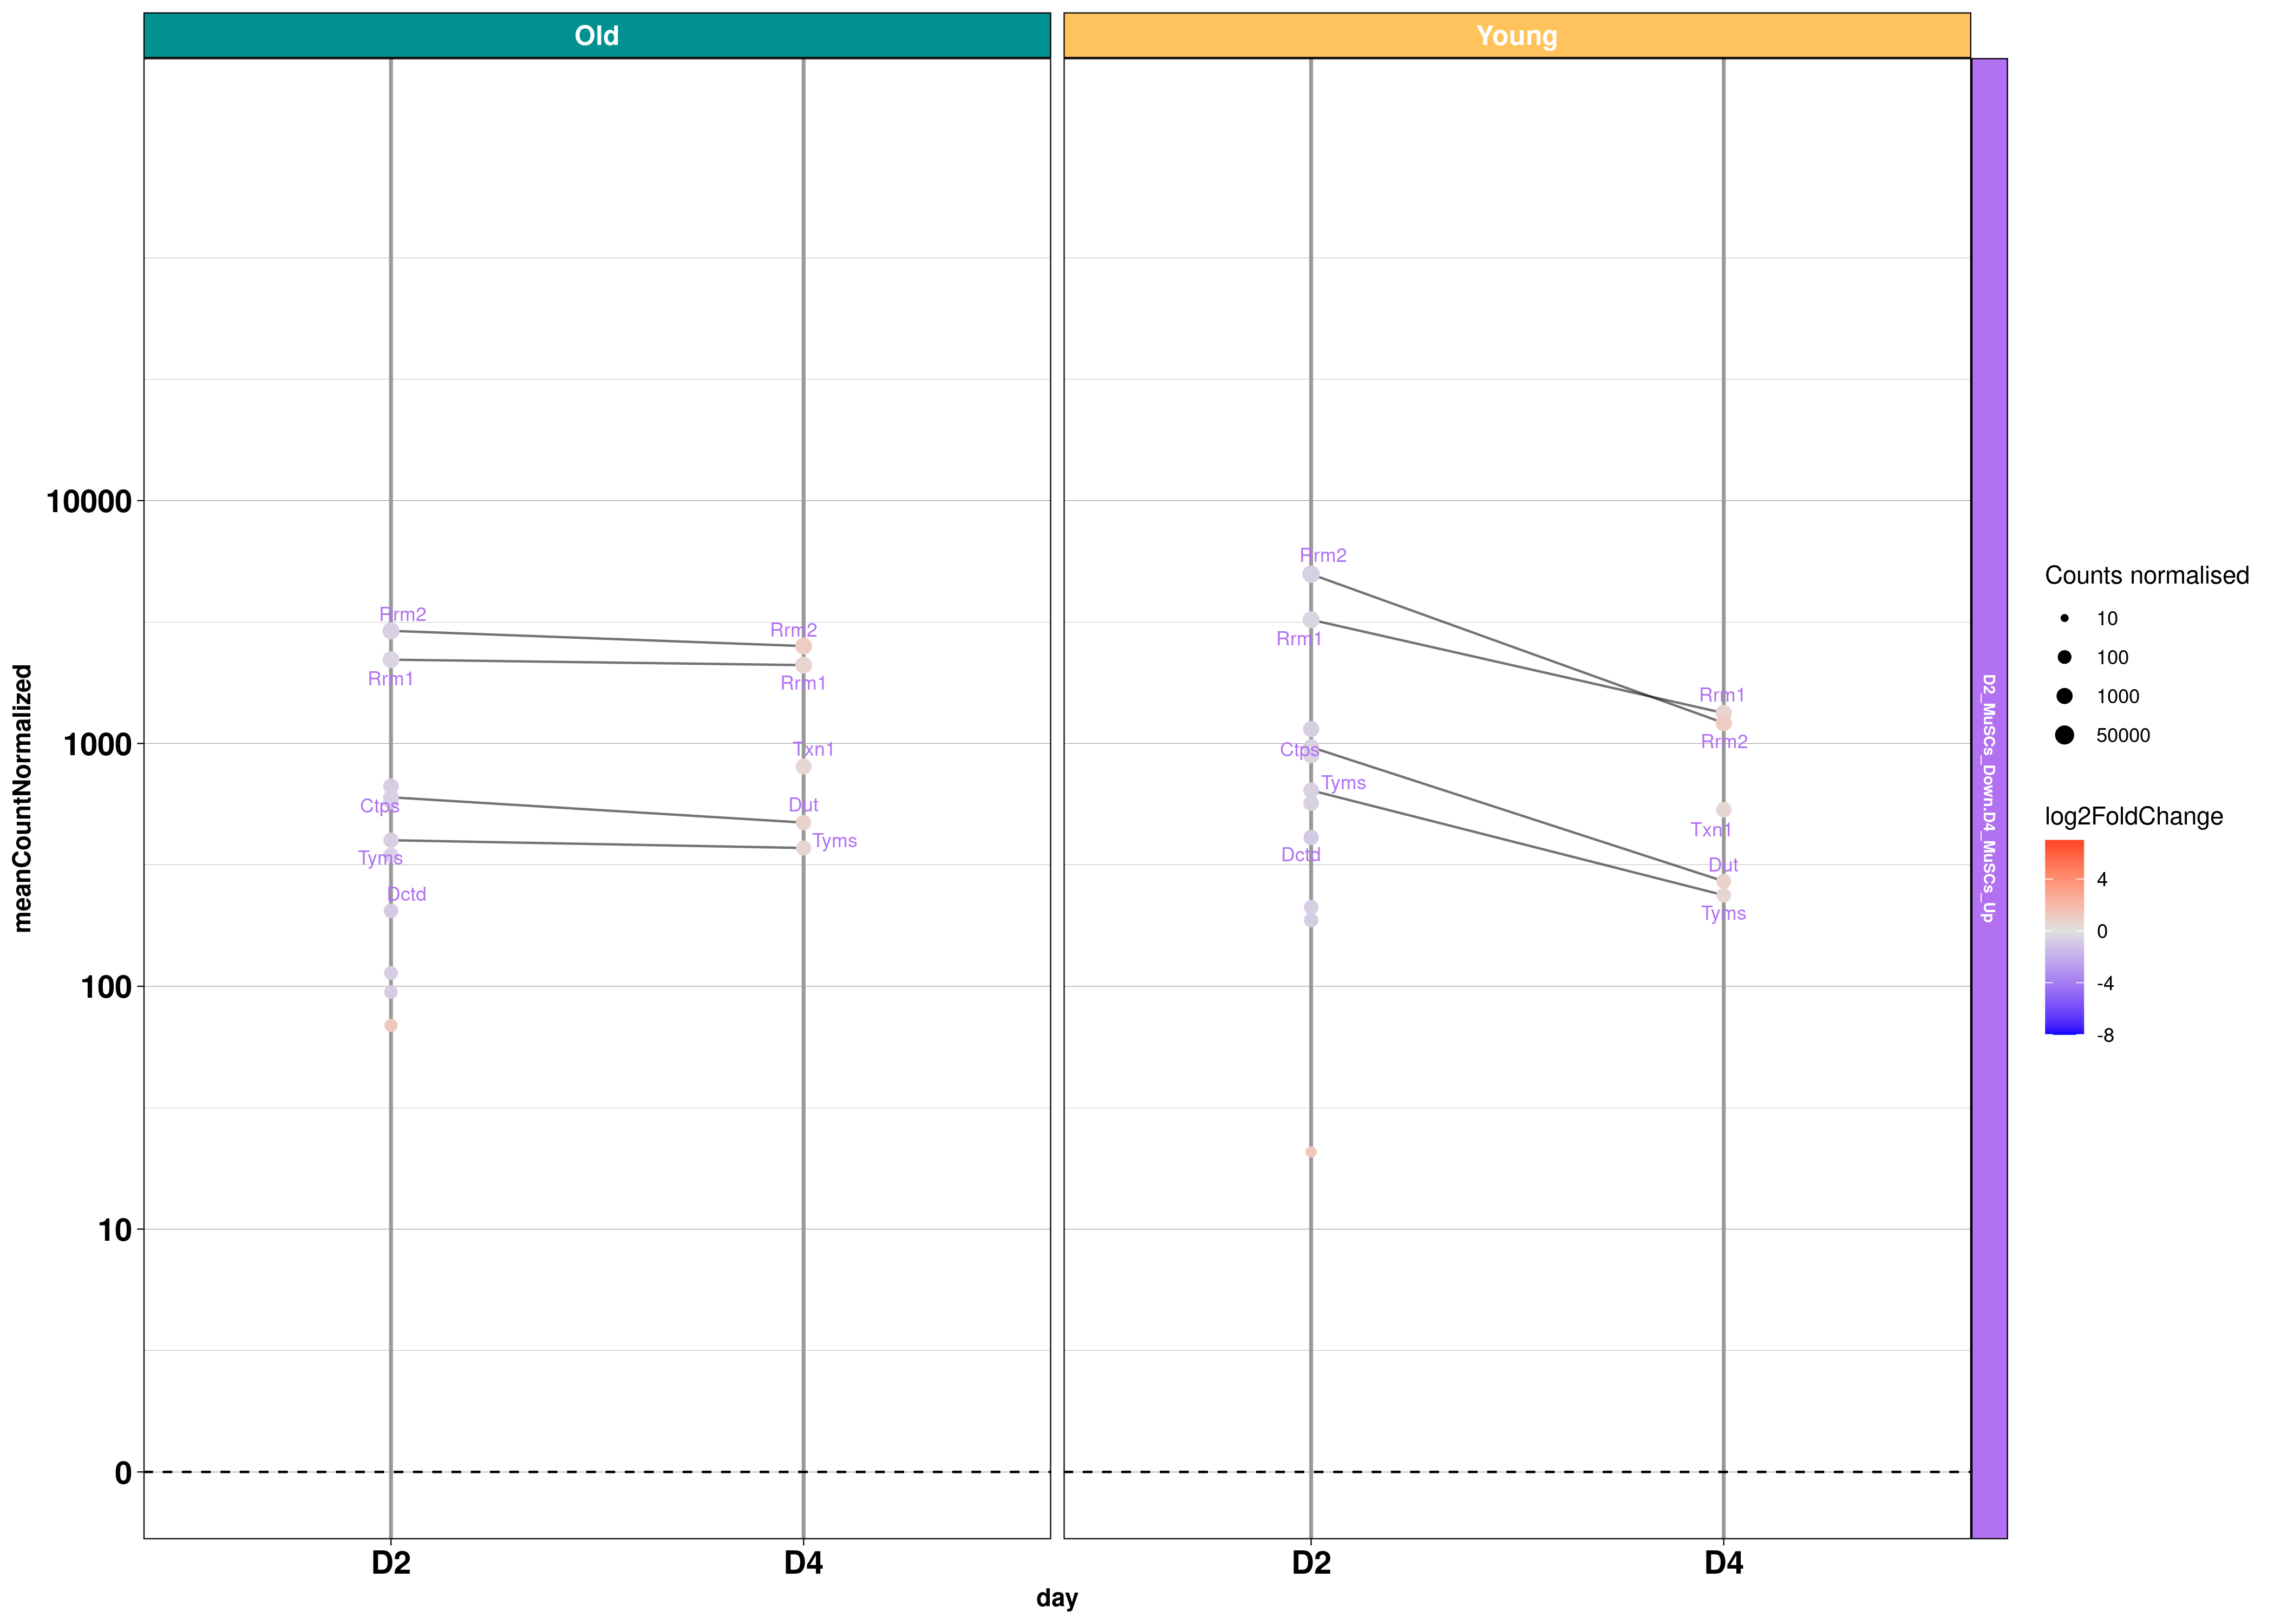 Old
Young
meanCountNormalized
10000
1000
100
10
0
Rrm2
Rrm1
Ctps
Tyms
Dctd
Rrm2
Rrm1
Txn1
Dut
Tyms
Rrm2
Rrm1
Ctps
Tyms
Dctd
Rrm1
Rrm2
Txn1
Dut
Tyms
D2_MuSCs_Down.D4_MuSCs_Up
D2
D4
D2
D4
day
Counts normalised
10
100
1000
50000
log2FoldChange
4
0
-4
-8